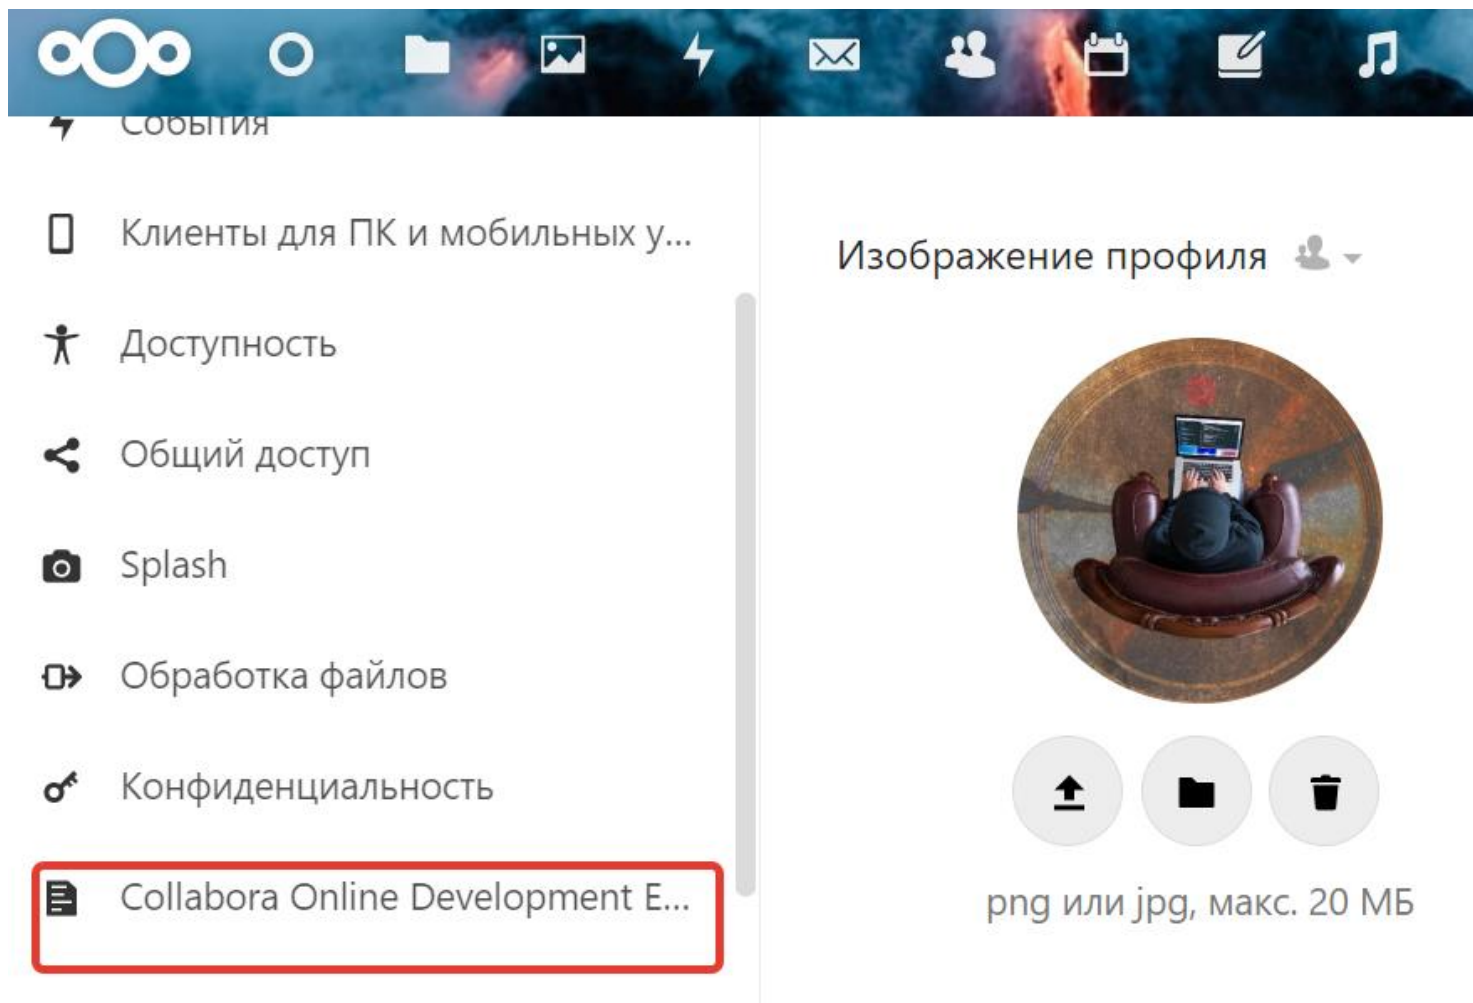 События
Клиенты для ПК и мобильных у...
Доступность
Общий доступ
Splash
Обработка файлов
Конфиденциальность
Collabora Online Development E...
Изображение профиля
png или jpg, макс. 20 МБ